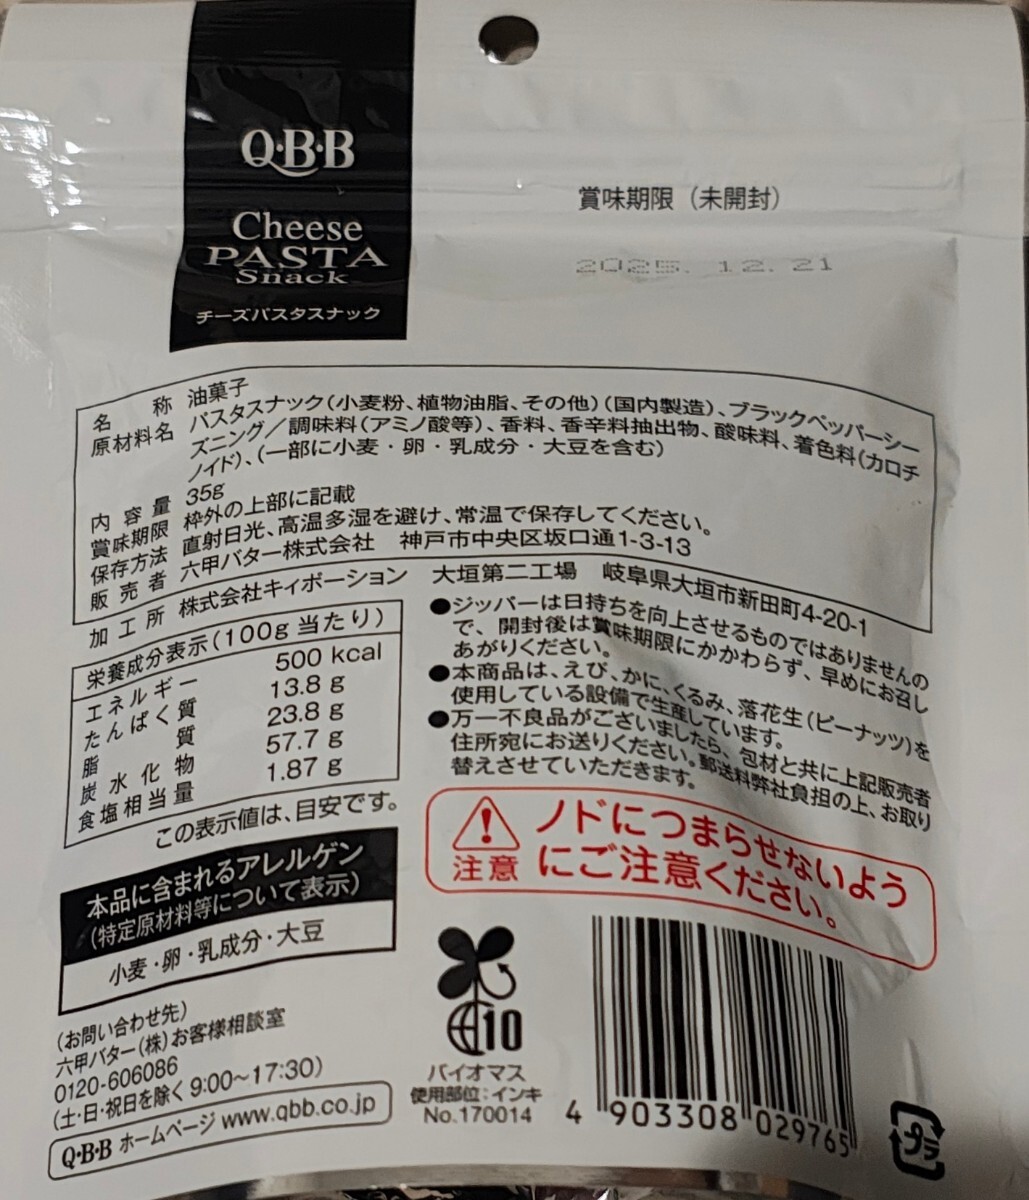 Q·B·B
Cheese
PASTA
Snack
チーズパスタスナック
賞味期限（未開封）
2025. 12. 21
名称 油菓子
原材料名 パスタスナック（小麦粉、植物油脂、その他）（国内製造）、ブラックペッパーシー
ズニング／調味料（アミノ酸等）、香料、香辛料抽出物、酸味料、着色料（カロチ
ノイド）、（一部に小麦・卵・乳成分・大豆を含む）
内容量 35g
賞味期限 枠外の上部に記載
保存方法 直射日光、高温多湿を避け、常温で保存してください。
販売者 六甲バター株式会社 神戸市中央区坂口通1-3-13
加工所 株式会社キィポーション 大垣第二工場 岐阜県大垣市新田町4-20-1
栄養成分表示（100g当たり）
エネルギー 500 kcal
たんぱく質 13.8 g
脂質 23.8 g
炭水化物 57.7 g
食塩相当量 1.87 g
この表示値は、目安です。
●ジッパーは日持ちを向上させるものではありませんの
で、開封後は賞味期限にかかわらず、早めにお召し
あがりください。
●本商品は、えび、かに、くるみ、落花生（ピーナッツ）を
使用している設備で生産しています。
●万一不良品がございましたら、包材と共に上記販売者
住所宛にお送りください。郵送料弊社負担の上、お取り
替えさせていただきます。
注意
ノドにつまらせないよう
にご注意ください。
本品に含まれるアレルゲン
（特定原材料等について表示）
小麦・卵・乳成分・大豆
（お問い合わせ先）
六甲バター（株）お客様相談室
0120-606086
（土・日・祝日を除く 9:00〜17:30）
Q·B·B ホームページ www.qbb.co.jp
10
バイオマス
使用部位：インキ
No.170014
4 903308 029765
プラ